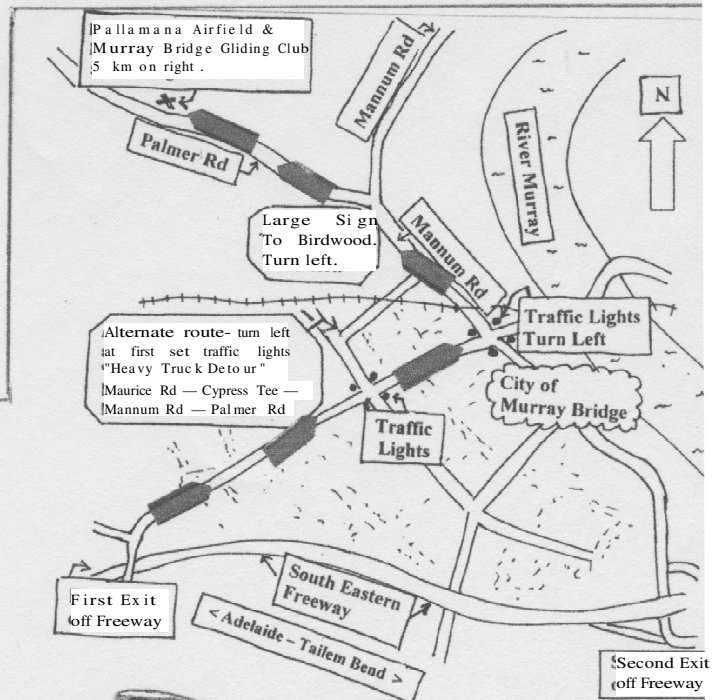 Pallamana Airfield &
Murray Bridge Gliding Club
5 km on right .
Mannum Rd
N
River Murray
Palmer Rd
Large Sign
To Birdwood.
Turn left.
Mannum Rd
Traffic Lights
Turn Left
Alternate route- turn left
at first set traffic lights
"Heavy Truck Detour"
Maurice Rd — Cypress Tee —
Mannum Rd — Palmer Rd
City of
Murray Bridge
Traffic
Lights
South Eastern
Freeway
First Exit
off Freeway
< Adelaide – Tailem Bend >
Second Exit
off Freeway